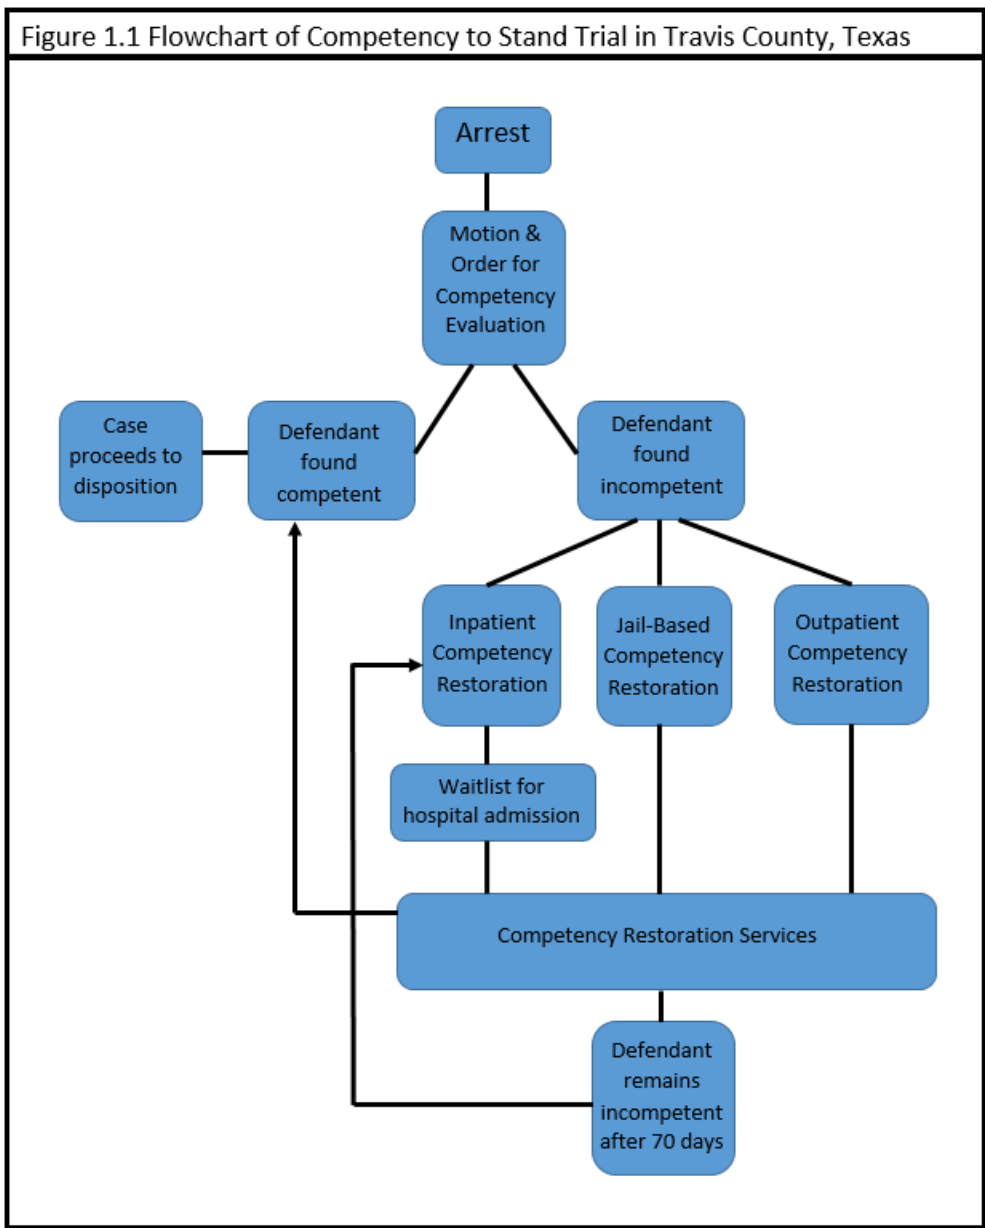 Figure 1.1 Flowchart of Competency to Stand Trial in Travis County, Texas
Arrest
Motion &
Order for
Competency
Evaluation
Case
proceeds to
disposition
Defendant
found
competent
Defendant
found
incompetent
Inpatient
Competency
Restoration
Jail-Based
Competency
Restoration
Outpatient
Competency
Restoration
Waitlist for
hospital admission
Competency Restoration Services
Defendant
remains
incompetent
after 70 days